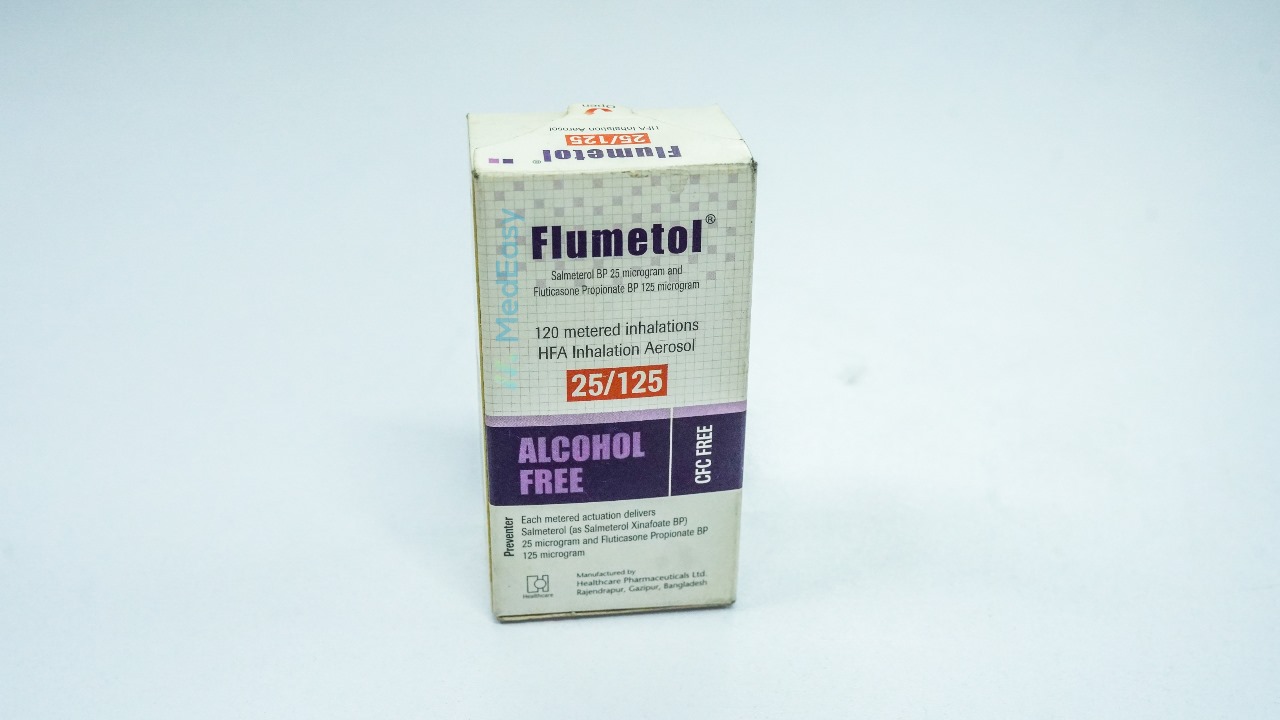 Open
HFA Inhalation Aerosol
25/125
Flumetol®
Flumetol®
Salmeterol BP 25 microgram and
Fluticasone Propionate BP 125 microgram
120 metered inhalations
HFA Inhalation Aerosol
25/125
ALCOHOL
FREE
CFC FREE
Preventer
Each metered actuation delivers
Salmeterol (as Salmeterol Xinafoate BP)
25 microgram and Fluticasone Propionate BP
125 microgram
Healthcare
Manufactured by
Healthcare Pharmaceuticals Ltd.
Rajendrapur, Gazipur, Bangladesh
MedEasy